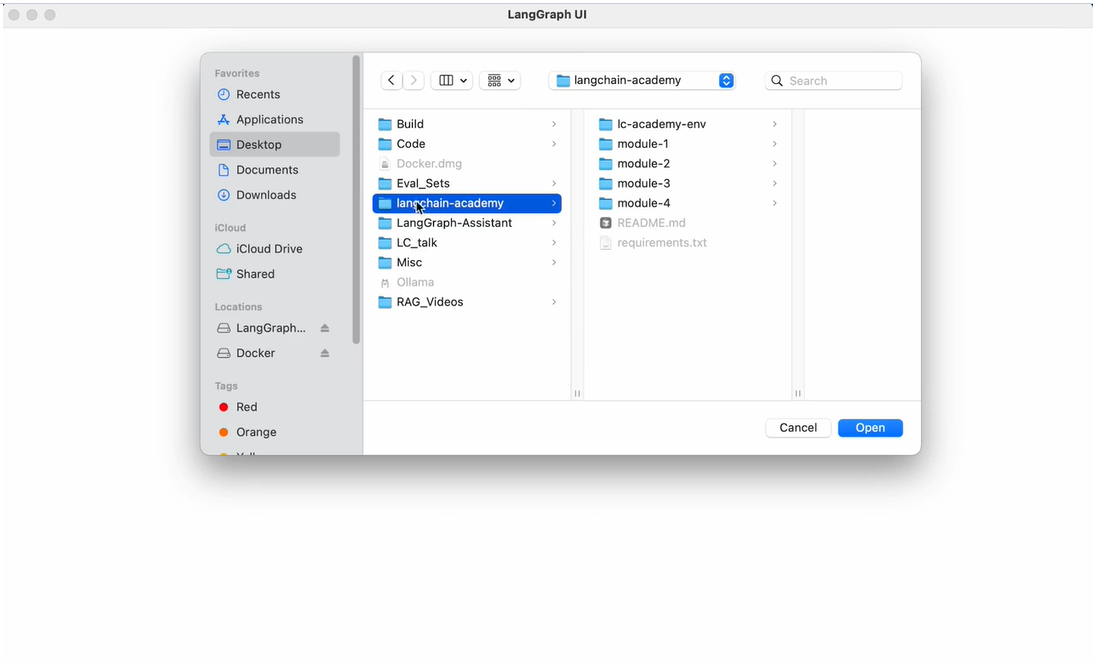 LangGraph UI
Favorites
Recents
Applications
Desktop
Documents
Downloads
iCloud
iCloud Drive
Shared
Locations
LangGraph...
Docker
Tags
Red
Orange
langchain-academy
Search
Build
Code
Docker.dmg
Eval_Sets
langchain-academy
LangGraph-Assistant
LC_talk
Misc
Ollama
RAG_Videos
lc-academy-env
module-1
module-2
module-3
module-4
README.md
requirements.txt
Cancel
Open